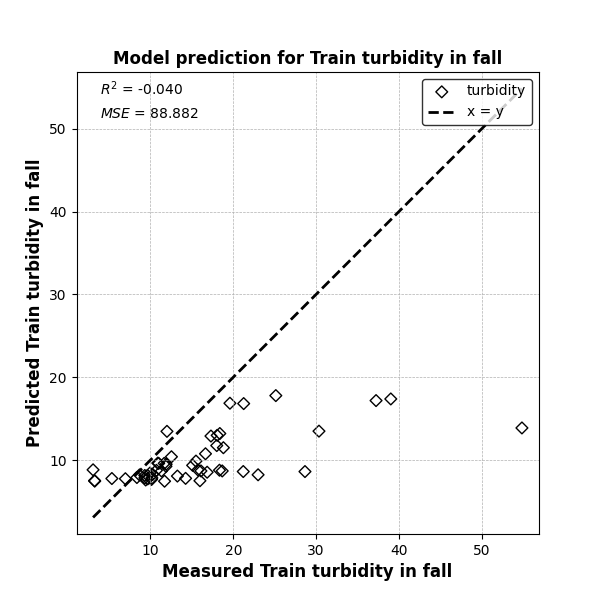 Model prediction for Train turbidity in fall
R² = -0.040
MSE = 88.882
turbidity
x = y
50
40
30
20
10
Predicted Train turbidity in fall
10 20 30 40 50
Measured Train turbidity in fall